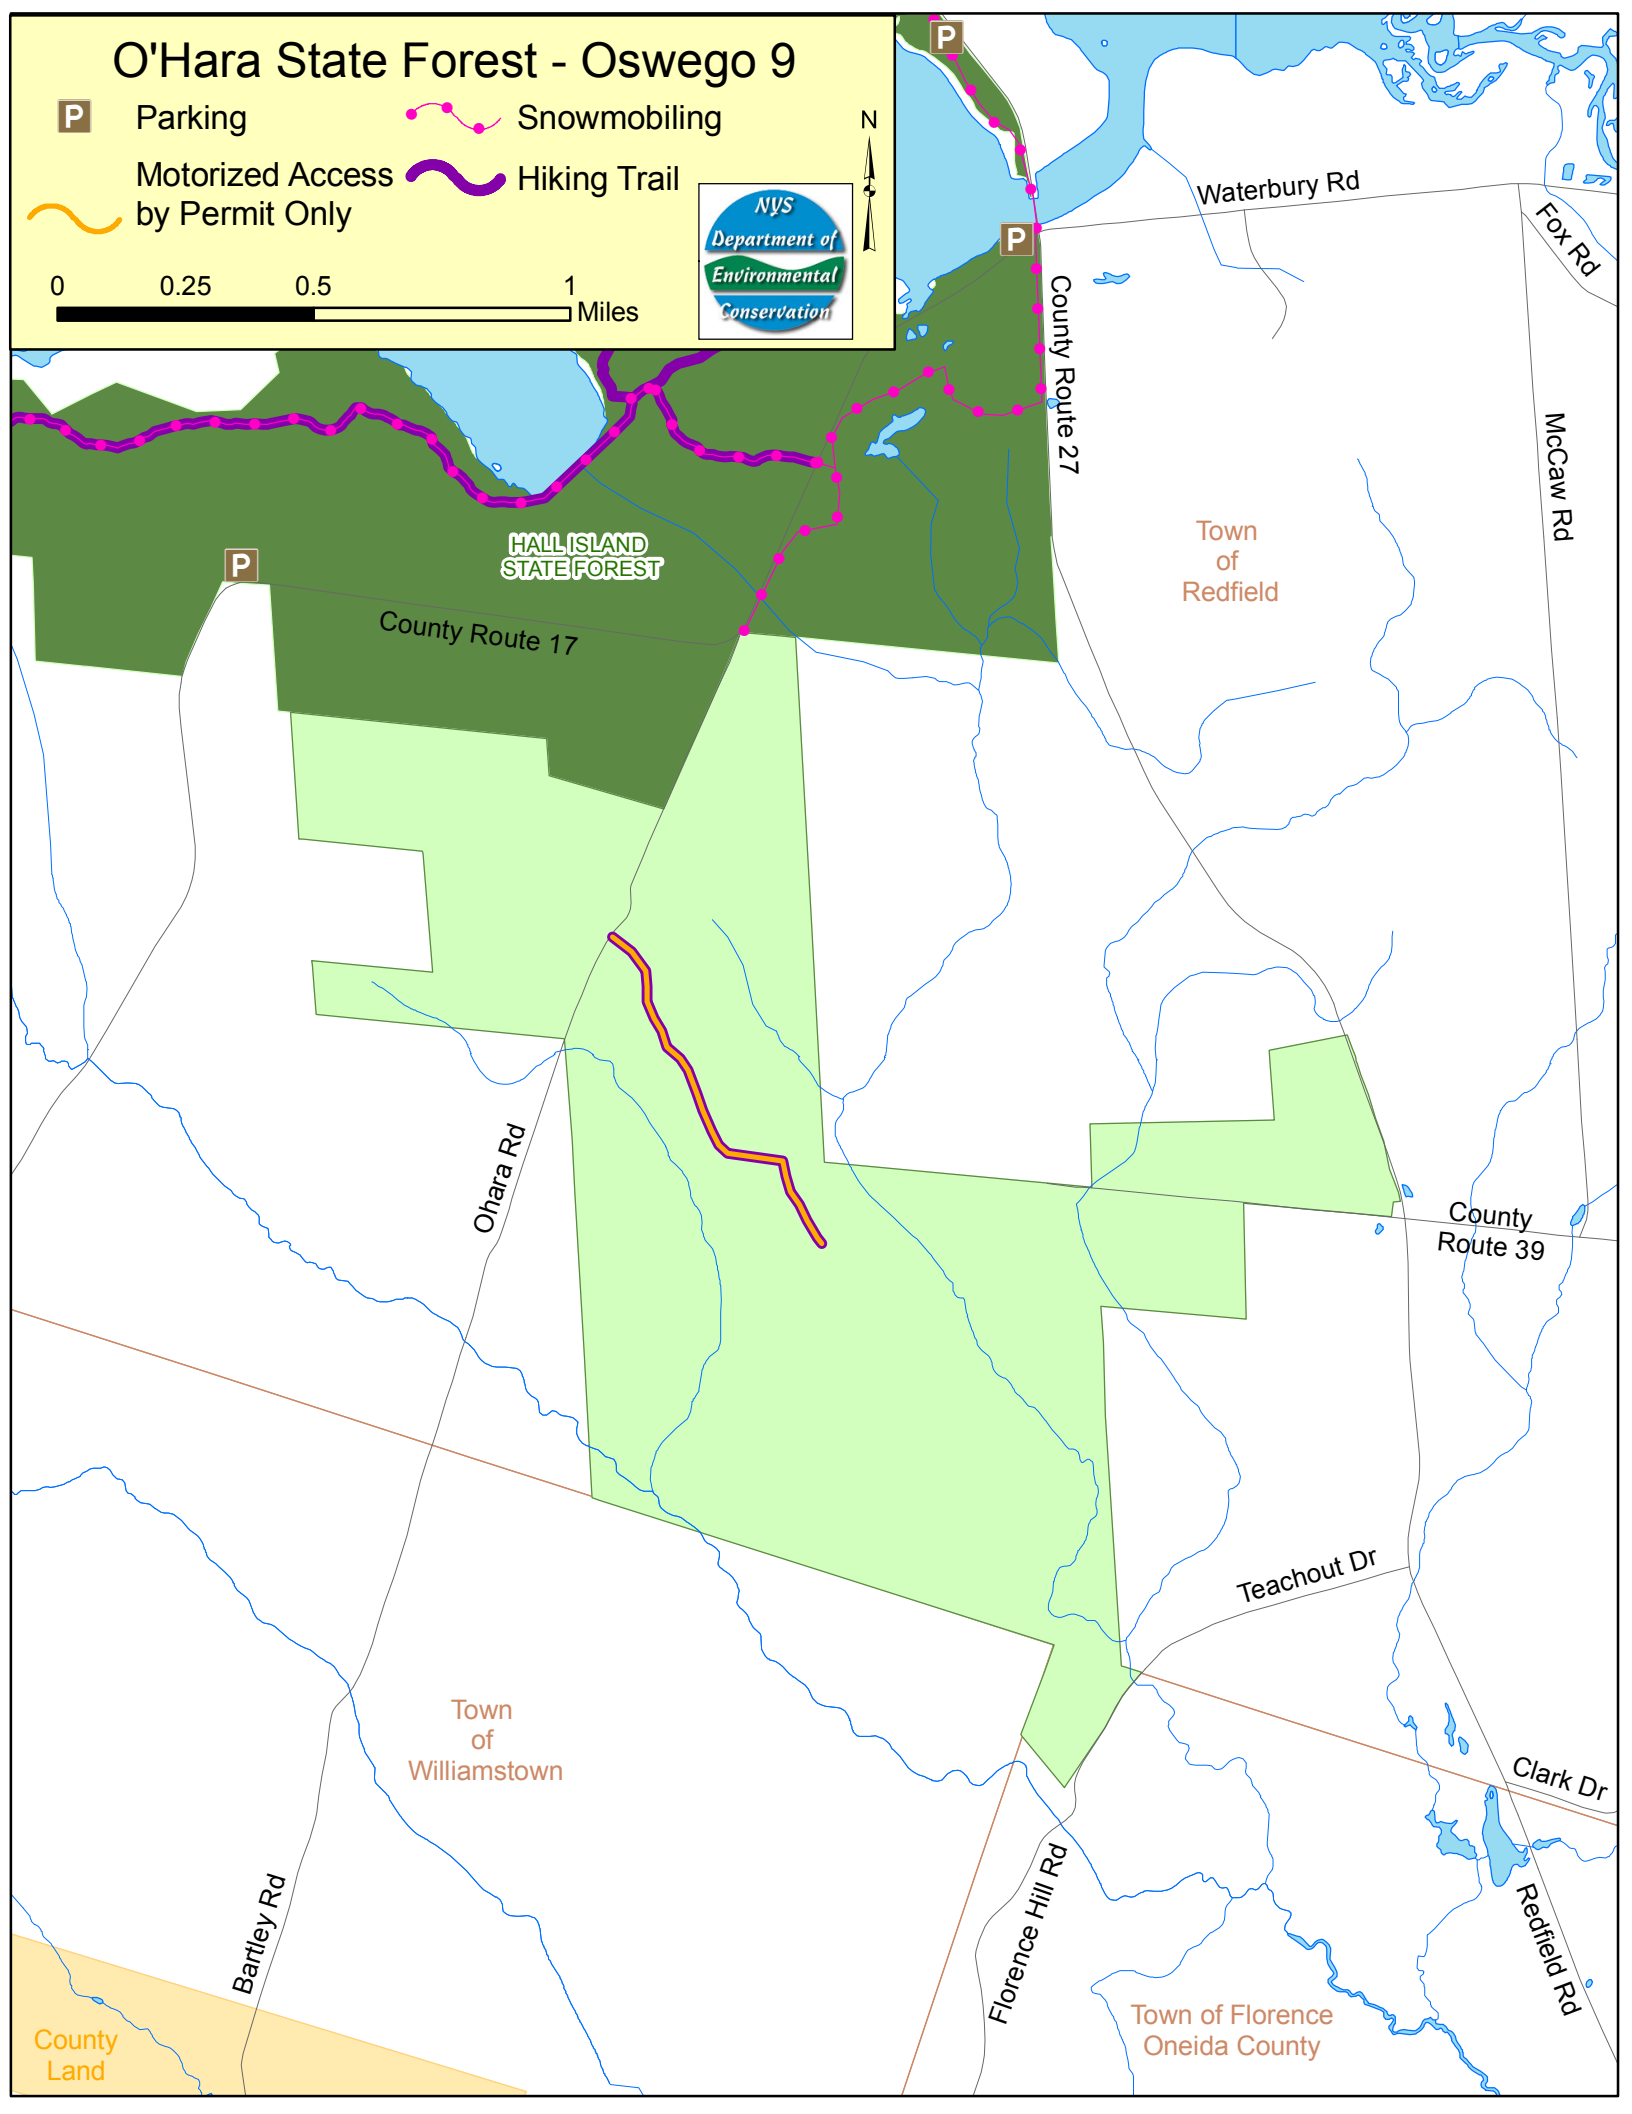 O'Hara State Forest - Oswego 9
P
Parking
Snowmobiling
Motorized Access
by Permit Only
Hiking Trail
N
NYS
Department of
Environmental
Conservation
0 0.25 0.5 1
Miles
P
P
Waterbury Rd
Fox Rd
County Route 27
McCaw Rd
HALL ISLAND
STATE FOREST
P
County Route 17
Town
of
Redfield
Ohara Rd
County
Route 39
Teachout Dr
Town
of
Williamstown
Clark Dr
Bartley Rd
Florence Hill Rd
Redfield Rd
Town of Florence
Oneida County
County
Land